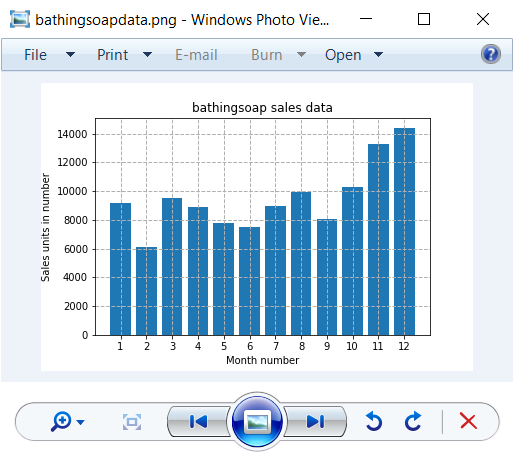 bathingsoapdata.png - Windows Photo Vie...
File Print E-mail Burn Open ?
bathingsoap sales data
Sales units in number
14000
12000
10000
8000
6000
4000
2000
0
1 2 3 4 5 6 7 8 9 10 11 12
Month number